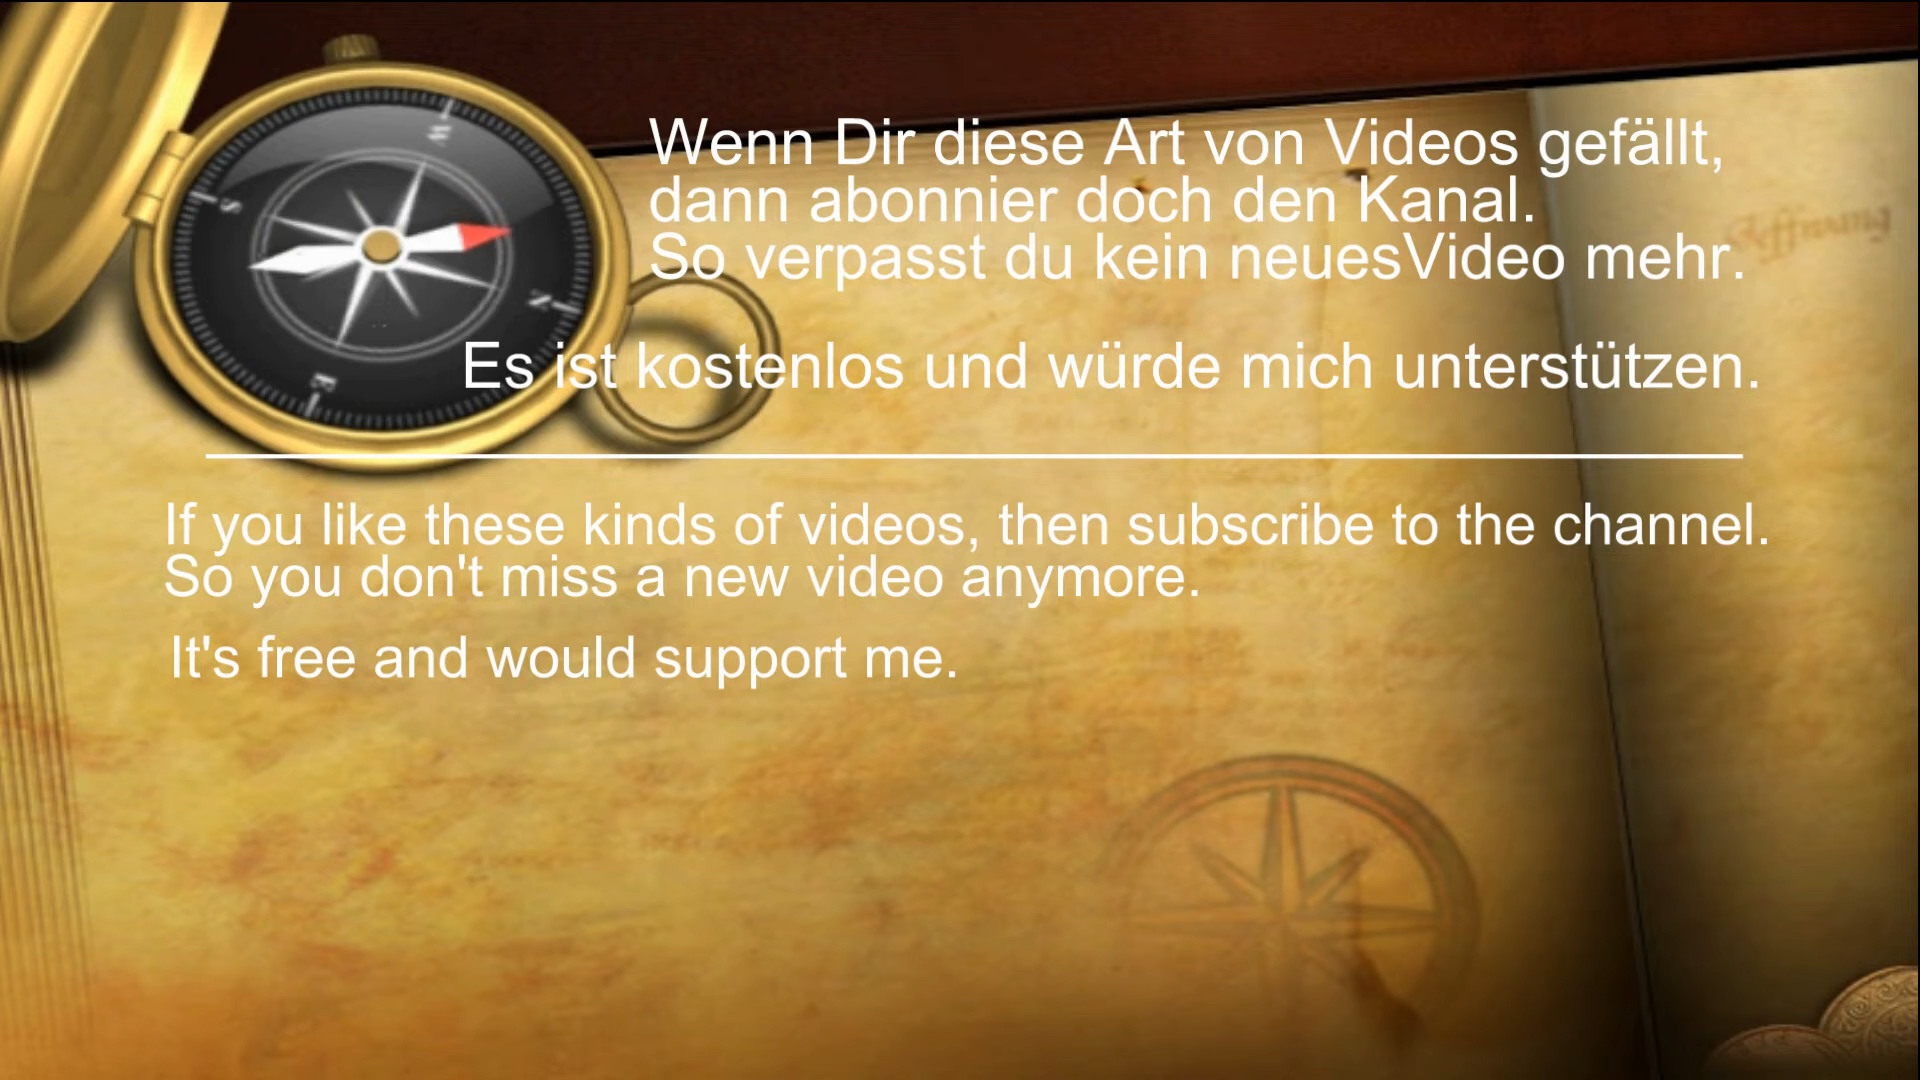 Wenn Dir diese Art von Videos gefällt,
dann abonnier doch den Kanal.
So verpasst du kein neuesVideo mehr.
Es ist kostenlos und würde mich unterstützen.
If you like these kinds of videos, then subscribe to the channel.
So you don't miss a new video anymore.
It's free and would support me.
W
S
N
E